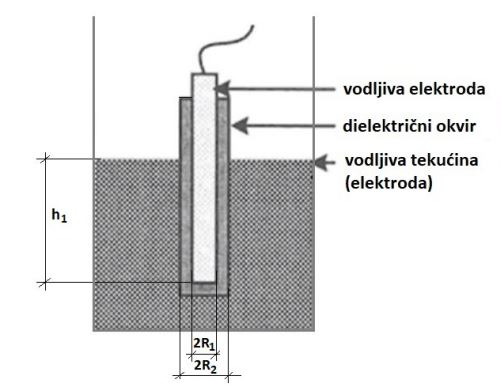 vodljiva elektroda
dielektrični okvir
vodljiva tekućina
(elektroda)
h₁
2R₁
2R₂